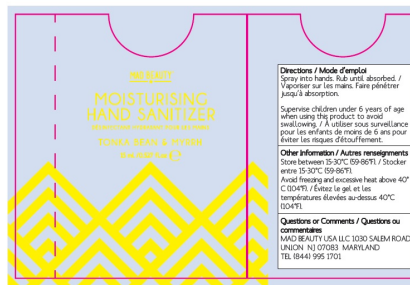 MOISTURISING
HAND SANITIZER
Directions / Mode d'emploi
Spray into hands. Rub until absorbed. /
Vaporiser sur les mains. Faire pénétrer
jusqu'à absorption.
Supervise children under 6 years of age
when using this product to avoid
swallowing. / À utiliser sous surveillance
pour les enfants de moins de 6 ans pour
éviter les risques d'étouffement.
Other Information / Autres renseignments
Store between 15-30°C (59-86°F). / Stocker
entre 15-30°C (59-86°F).
Avoid freezing and excessive heat above 40°
C (104°F). / Évitez le gel et les
températures élevées au-dessus 40°C
(104°F).
Questions or Comments / Questions ou
commentaires
MAD BEAUTY USA LLC 1030 SALEM ROAD
UNION NJ 07083 MARYLAND
TEL (844) 995 1701